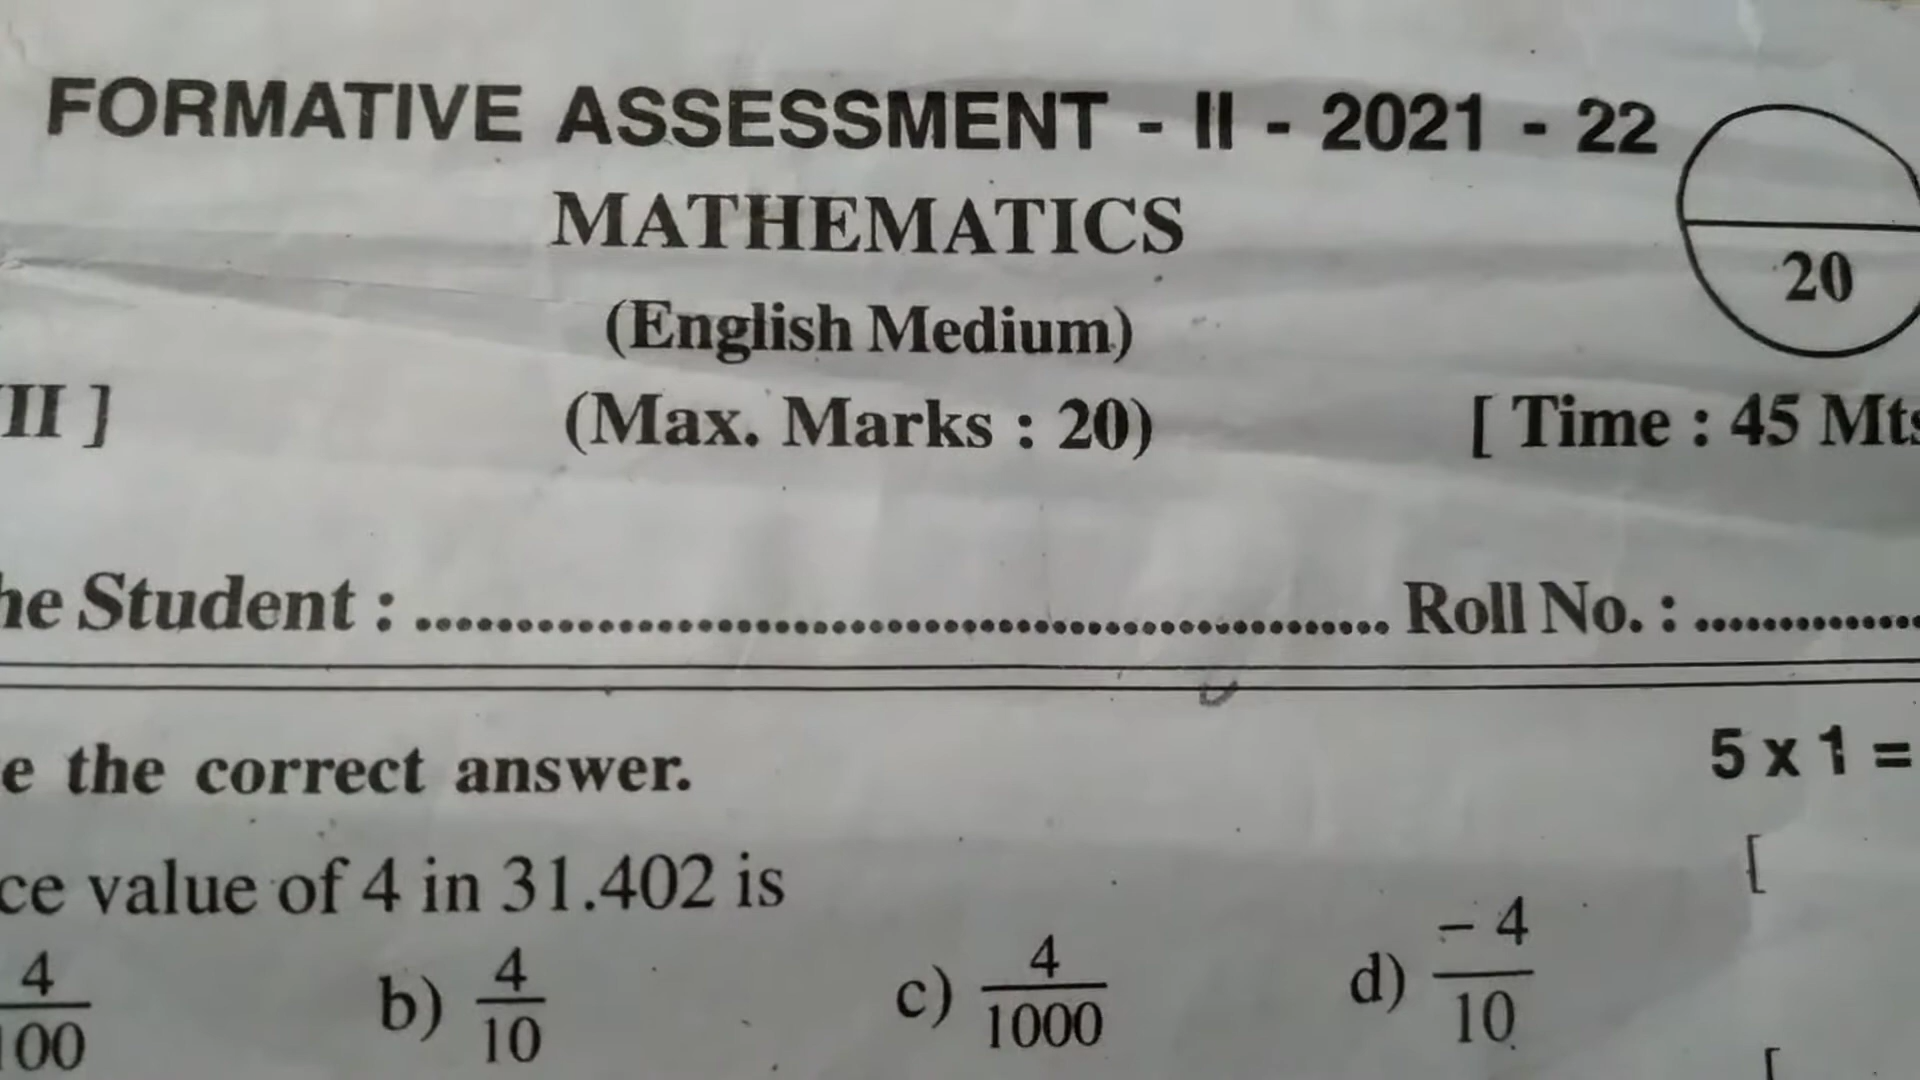 FORMATIVE ASSESSMENT - II - 2021 - 22
MATHEMATICS
20
(English Medium)
II ] (Max. Marks : 20) [ Time : 45 Mts
he Student : .......................................................... Roll No. : .............
e the correct answer. 5 x 1 =
ce value of 4 in 31.402 is [
4/100 b) 4/10 c) 4/1000 d) - 4/10
[